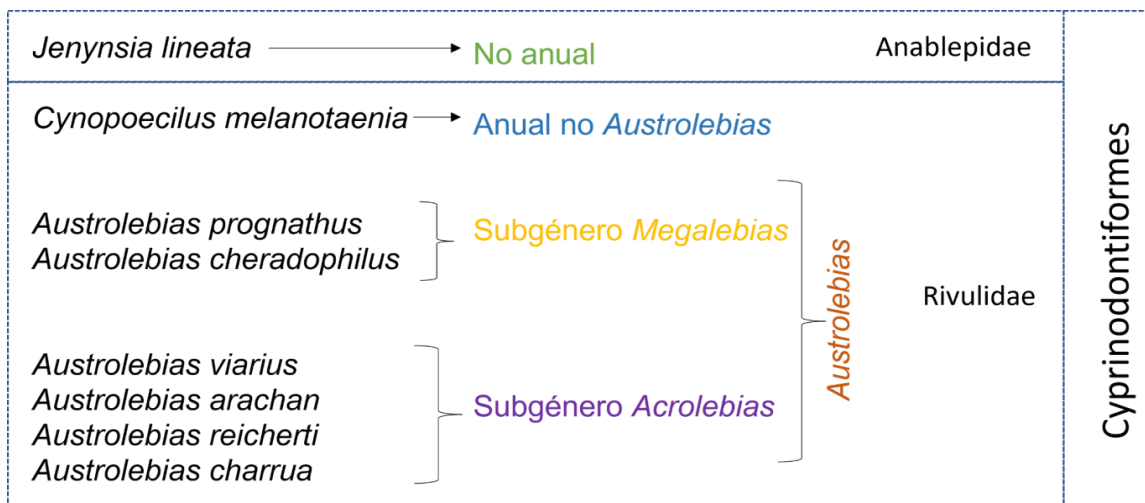 Jenynsia lineata
No anual
Anablepidae
Cynopoecilus melanotaenia
Anual no Austrolebias
Austrolebias prognathus
Austrolebias cheradophilus
Subgénero Megalebias
Austrolebias viarius
Austrolebias arachan
Austrolebias reicherti
Austrolebias charrua
Subgénero Acrolebias
Austrolebias
Rivulidae
Cyprinodontiformes